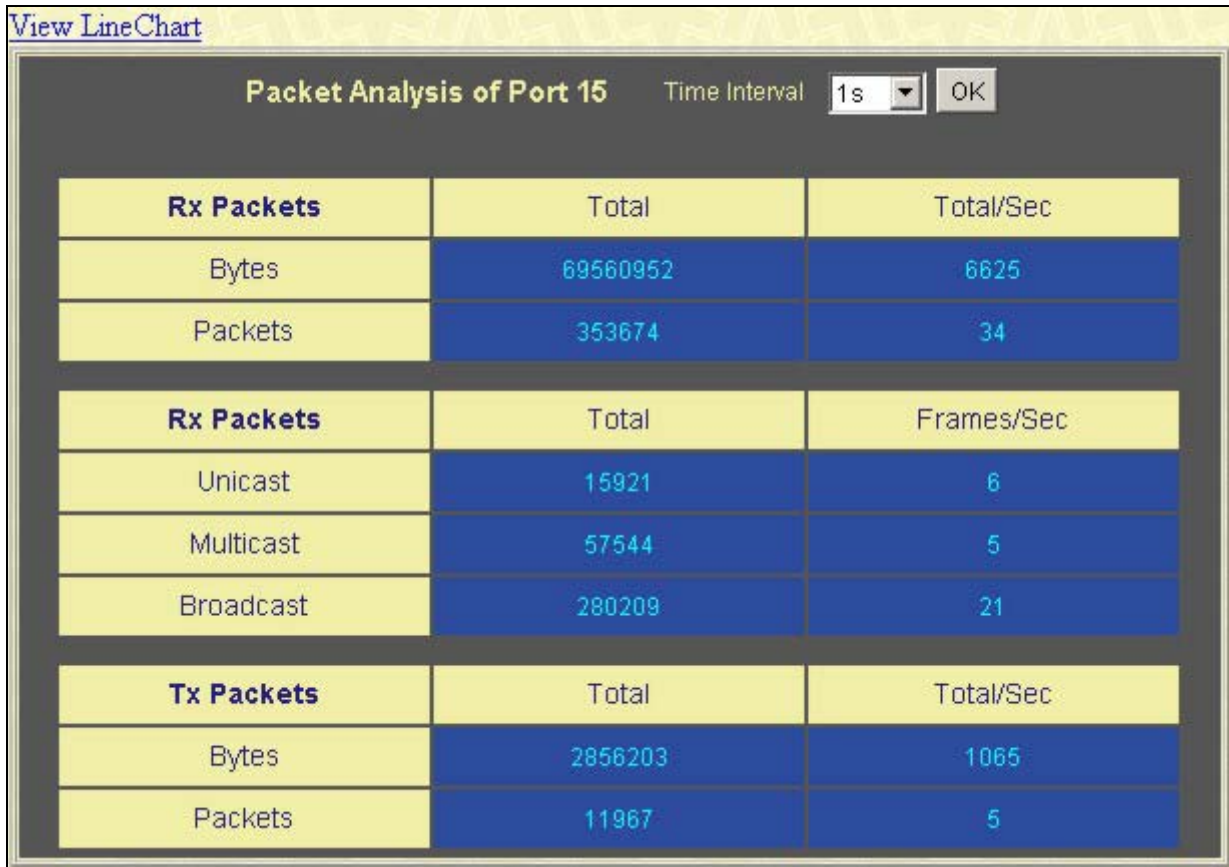 View LineChart
Packet Analysis of Port 15 Time Interval 1s OK
Rx Packets Total Total/Sec
Bytes 69560952 6625
Packets 353674 34
Rx Packets Total Frames/Sec
Unicast 15921 6
Multicast 57544 5
Broadcast 280209 21
Tx Packets Total Total/Sec
Bytes 2856203 1065
Packets 11967 5